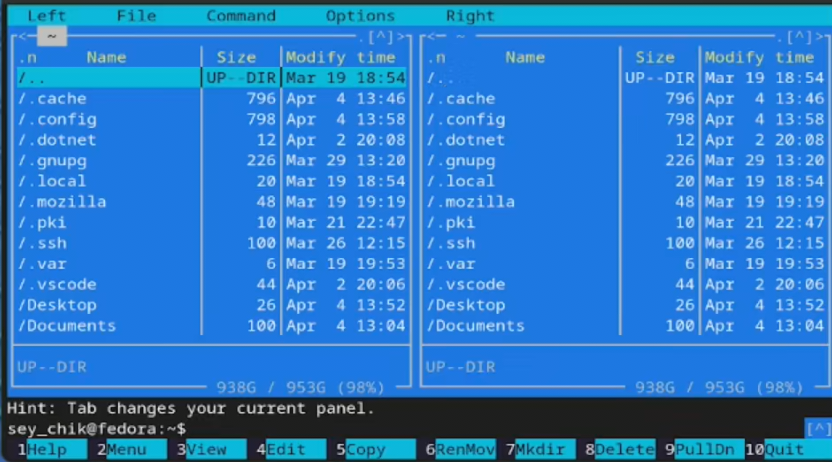 Left File Command Options Right
<─ ~ .[^]> <─ ~ .[^]>
.n Name Size Modify time .n Name Size Modify time
/.. UP--DIR Mar 19 18:54 /.. UP--DIR Mar 19 18:54
/.cache 796 Apr 4 13:46 /.cache 796 Apr 4 13:46
/.config 798 Apr 4 13:58 /.config 798 Apr 4 13:58
/.dotnet 12 Apr 2 20:08 /.dotnet 12 Apr 2 20:08
/.gnupg 226 Mar 29 13:20 /.gnupg 226 Mar 29 13:20
/.local 20 Mar 19 18:54 /.local 20 Mar 19 18:54
/.mozilla 48 Mar 19 19:19 /.mozilla 48 Mar 19 19:19
/.pki 10 Mar 21 22:47 /.pki 10 Mar 21 22:47
/.ssh 100 Mar 26 12:15 /.ssh 100 Mar 26 12:15
/.var 6 Mar 19 19:53 /.var 6 Mar 19 19:53
/.vscode 44 Apr 2 20:06 /.vscode 44 Apr 2 20:06
/Desktop 26 Apr 4 13:52 /Desktop 26 Apr 4 13:52
/Documents 100 Apr 4 13:04 /Documents 100 Apr 4 13:04
UP--DIR UP--DIR
938G / 953G (98%) 938G / 953G (98%)
Hint: Tab changes your current panel.
sey_chik@fedora:~$ [^]
1Help 2Menu 3View 4Edit 5Copy 6RenMov 7Mkdir 8Delete 9PullDn 10Quit